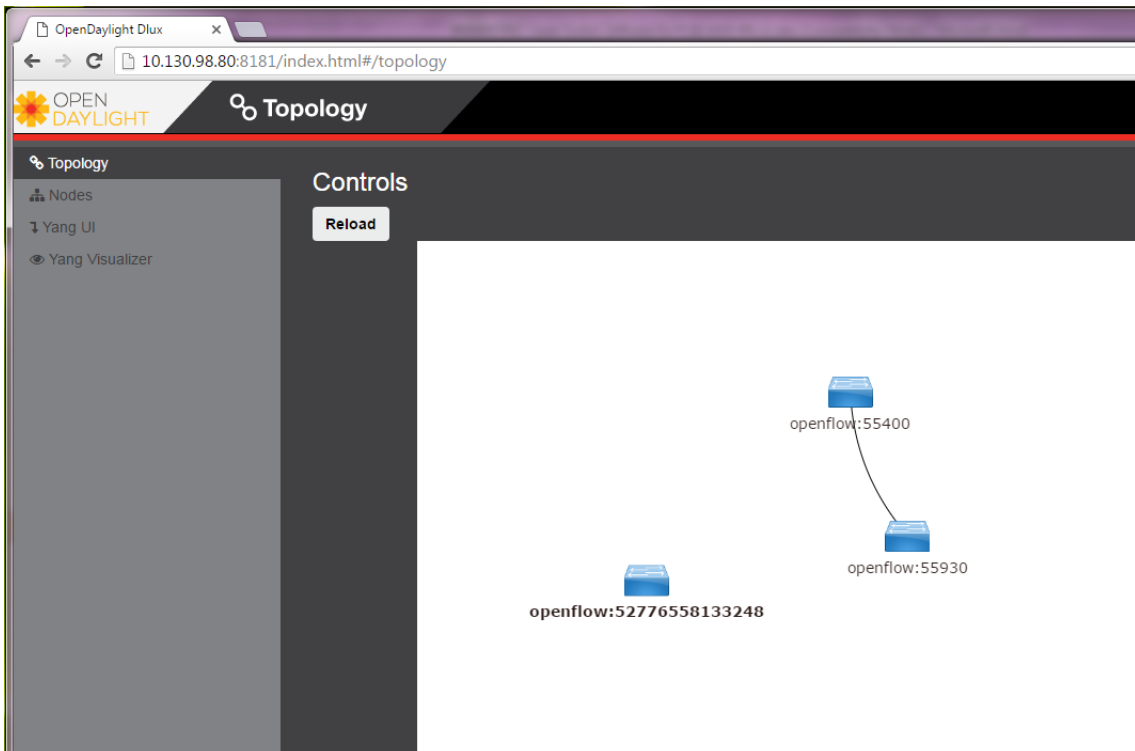 OpenDaylight Dlux
10.130.98.80:8181/index.html#/topology
OPEN
DAYLIGHT
Topology
Topology
Nodes
Yang UI
Yang Visualizer
Controls
Reload
openflow:55400
openflow:55930
openflow:52776558133248